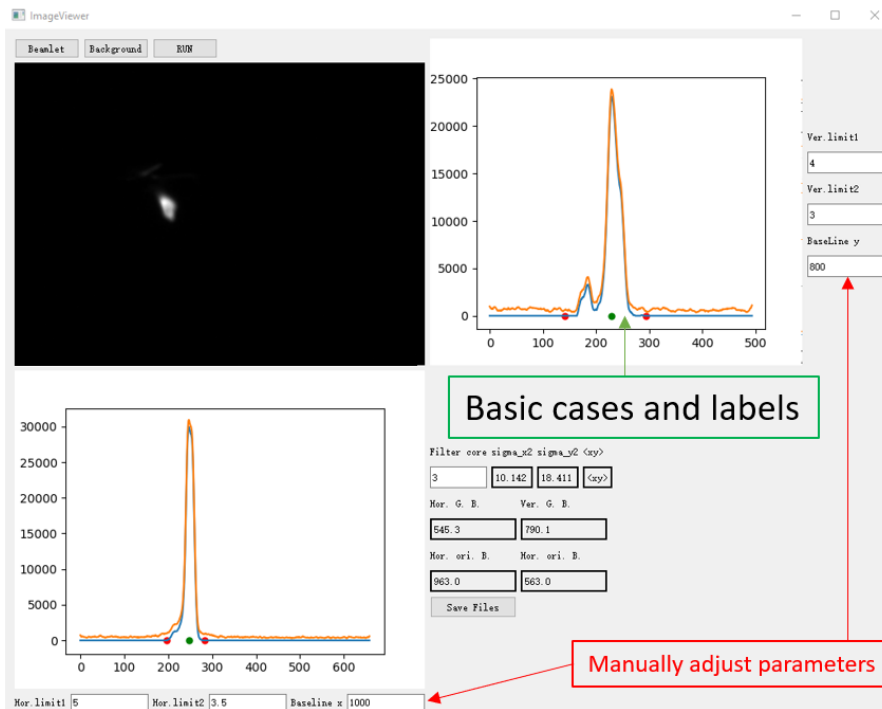 ImageViewer
Beamlet Background RUN
25000
20000
15000
10000
5000
0
0 100 200 300 400 500
Ver.limit1
4
Ver.limit2
3
BaseLine y
800
Basic cases and labels
30000
25000
20000
15000
10000
5000
0
0 100 200 300 400 500 600
Filter core sigma_x2 sigma_y2 <xy>
3 10.142 18.411 <xy>
Hor. G. B. Ver. G. B.
545.3 790.1
Hor. ori. B. Hor. ori. B.
963.0 563.0
Save Files
Manually adjust parameters
Hor.limit1 5 Hor.limit2 3.5 Baseline x 1000